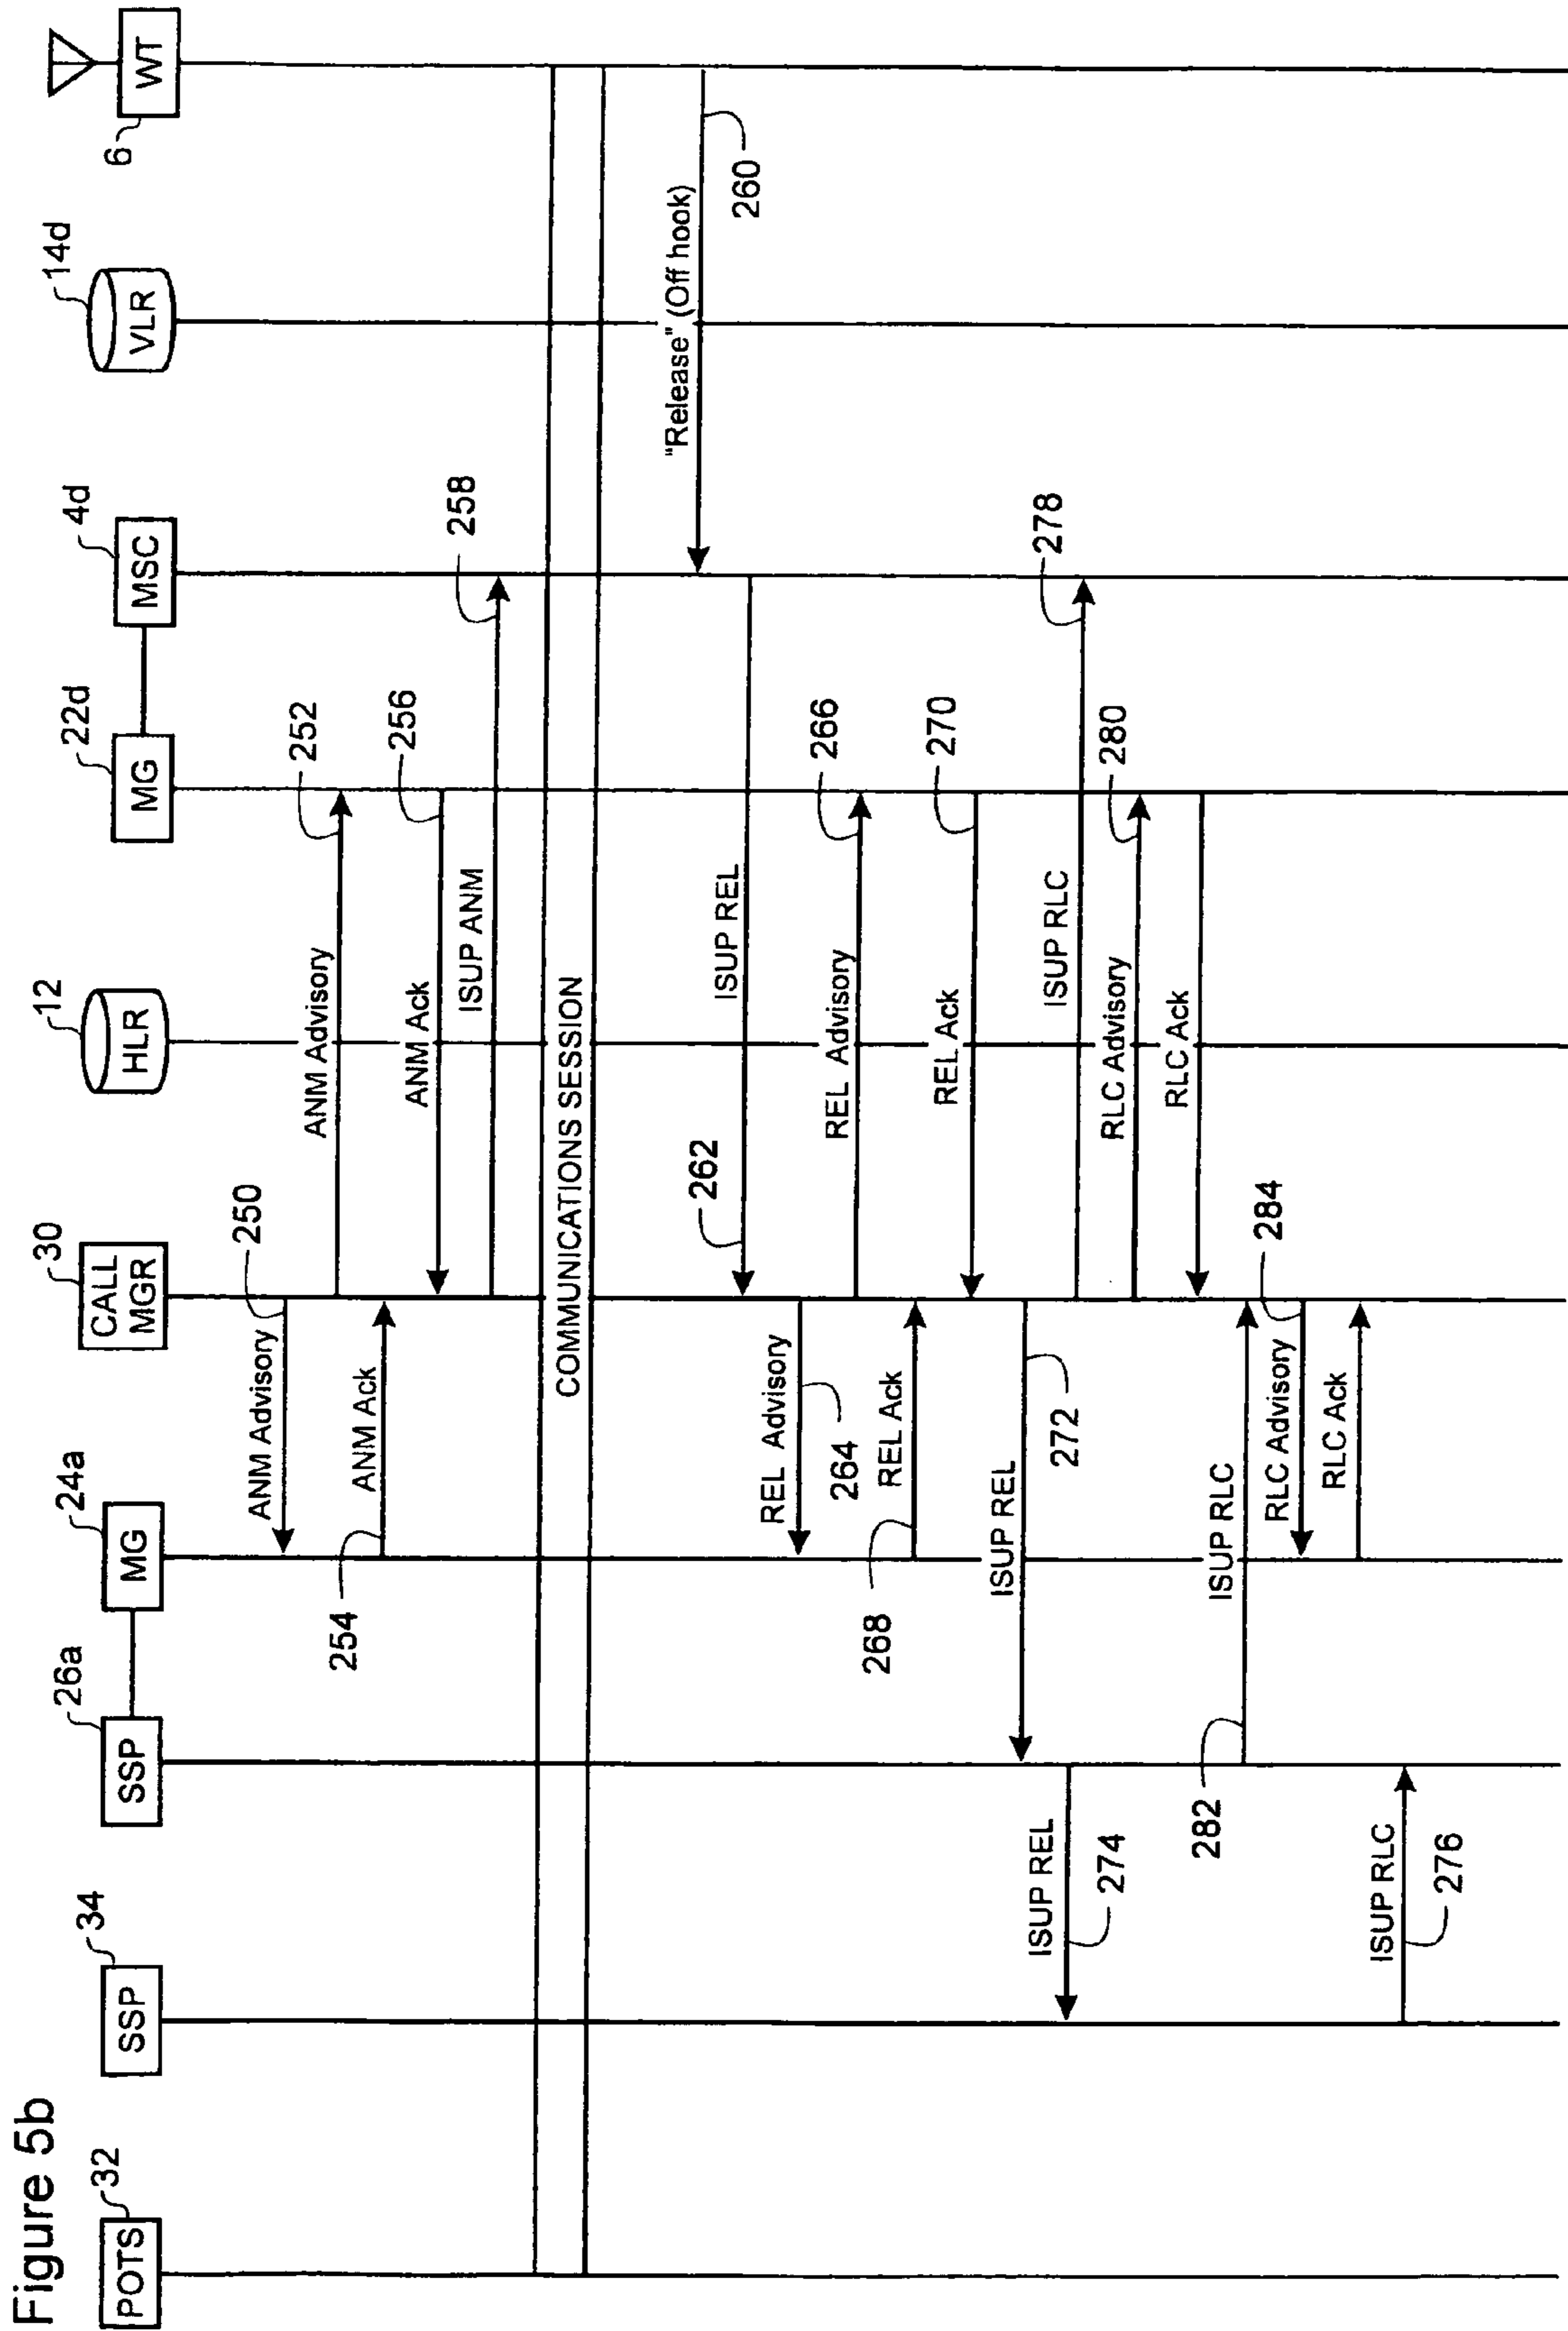 Figure 5b
POTS
32
SSP
34
SSP
26a
MG
24a
CALL
MGR
30
HLR
12
MG
22d
MSC
4d
VLR
14d
WT
6
ANM Advisory
250
ANM Advisory
252
254
ANM Ack
ANM Ack
256
ISUP ANM
258
COMMUNICATIONS SESSION
"Release" (Off hook)
260
262
ISUP REL
REL Advisory
264
REL Advisory
266
268
REL Ack
REL Ack
270
ISUP REL
272
ISUP REL
274
ISUP RLC
278
RLC Advisory
280
RLC Ack
282
ISUP RLC
RLC Advisory
284
RLC Ack
ISUP RLC
276